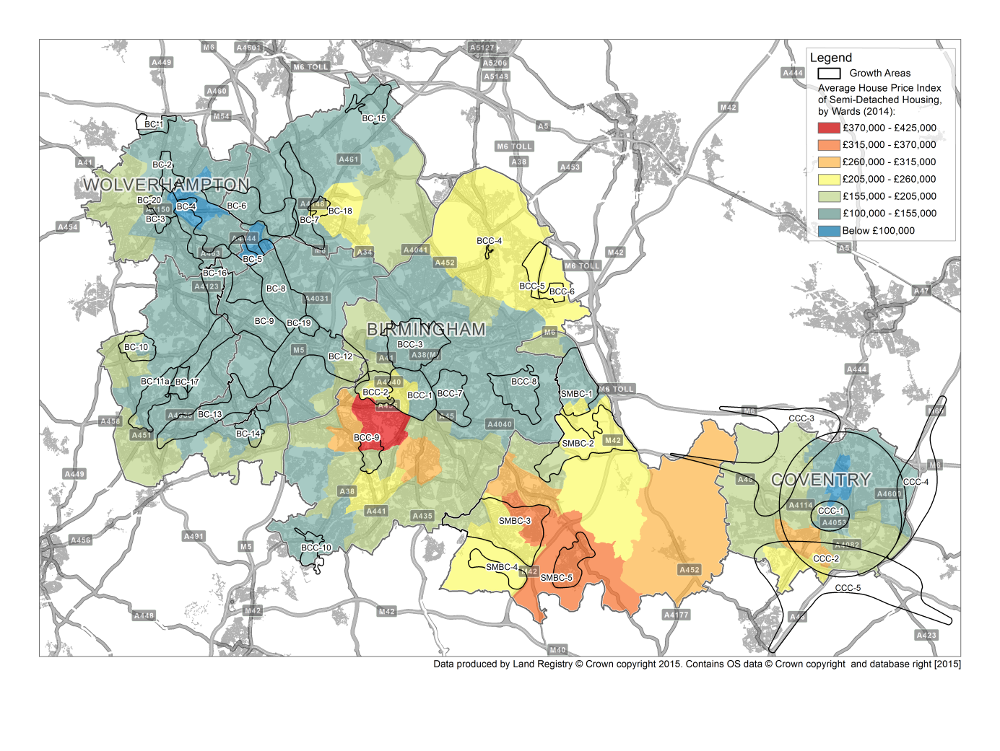 Legend
Growth Areas
Average House Price Index
of Semi-Detached Housing,
by Wards (2014):
£370,000 - £425,000
£315,000 - £370,000
£260,000 - £315,000
£205,000 - £260,000
£155,000 - £205,000
£100,000 - £155,000
Below £100,000
M6
A4601
A5127
A449
M6 TOLL
A5206
A5148
A444
A460
M42
M54
BC-15
BC-1
A5
M6 TOLL
A41
BC-2
A461
A38
A453
WOLVERHAMPTON
BC-20
BC-4
BC-6
A4148
BC-18
BC-3
BC-7
A454
BCC-4
A463
BC-5
A34
A4041
A452
M42
A5
M6 TOLL
BC-16
A4123
BC-8
BCC-5
BCC-6
A47
A4031
BC-9
BC-19
BIRMINGHAM
M6
BC-10
M5
BC-12
BCC-3
A41
A38(M)
A444
BC-11a
BC-17
BCC-8
BCC-2
BCC-1
BCC-7
SMBC-1
M6 TOLL
BC-13
A45
A4040
M6
CCC-3
A458
A451
BC-14
BCC-9
SMBC-2
M42
A449
COVENTRY
M6
CCC-4
A38
A4114
A4600
A441
A435
SMBC-3
CCC-1
A4053
A456
A491
M5
BCC-10
A4082
CCC-2
SMBC-4
M42
SMBC-5
A452
CCC-5
A448
M42
M42
A4177
A423
M40
Data produced by Land Registry © Crown copyright 2015. Contains OS data © Crown copyright and database right [2015]